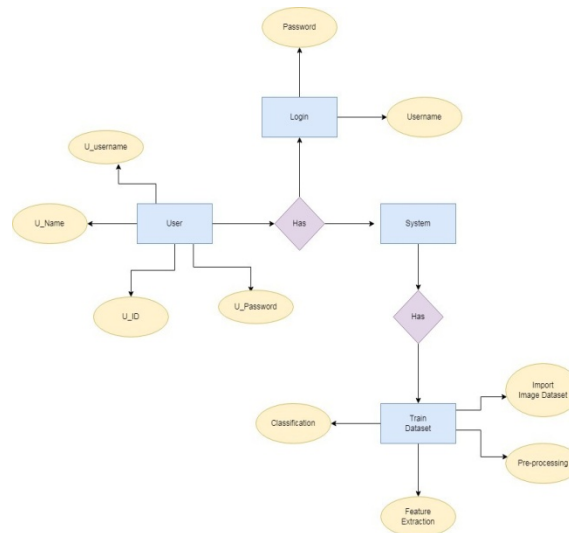 Password
Login
Username
U_username
U_Name
User
Has
System
U_ID
U_Password
Has
Import
Image Dataset
Classification
Train
Dataset
Pre-processing
Feature
Extraction